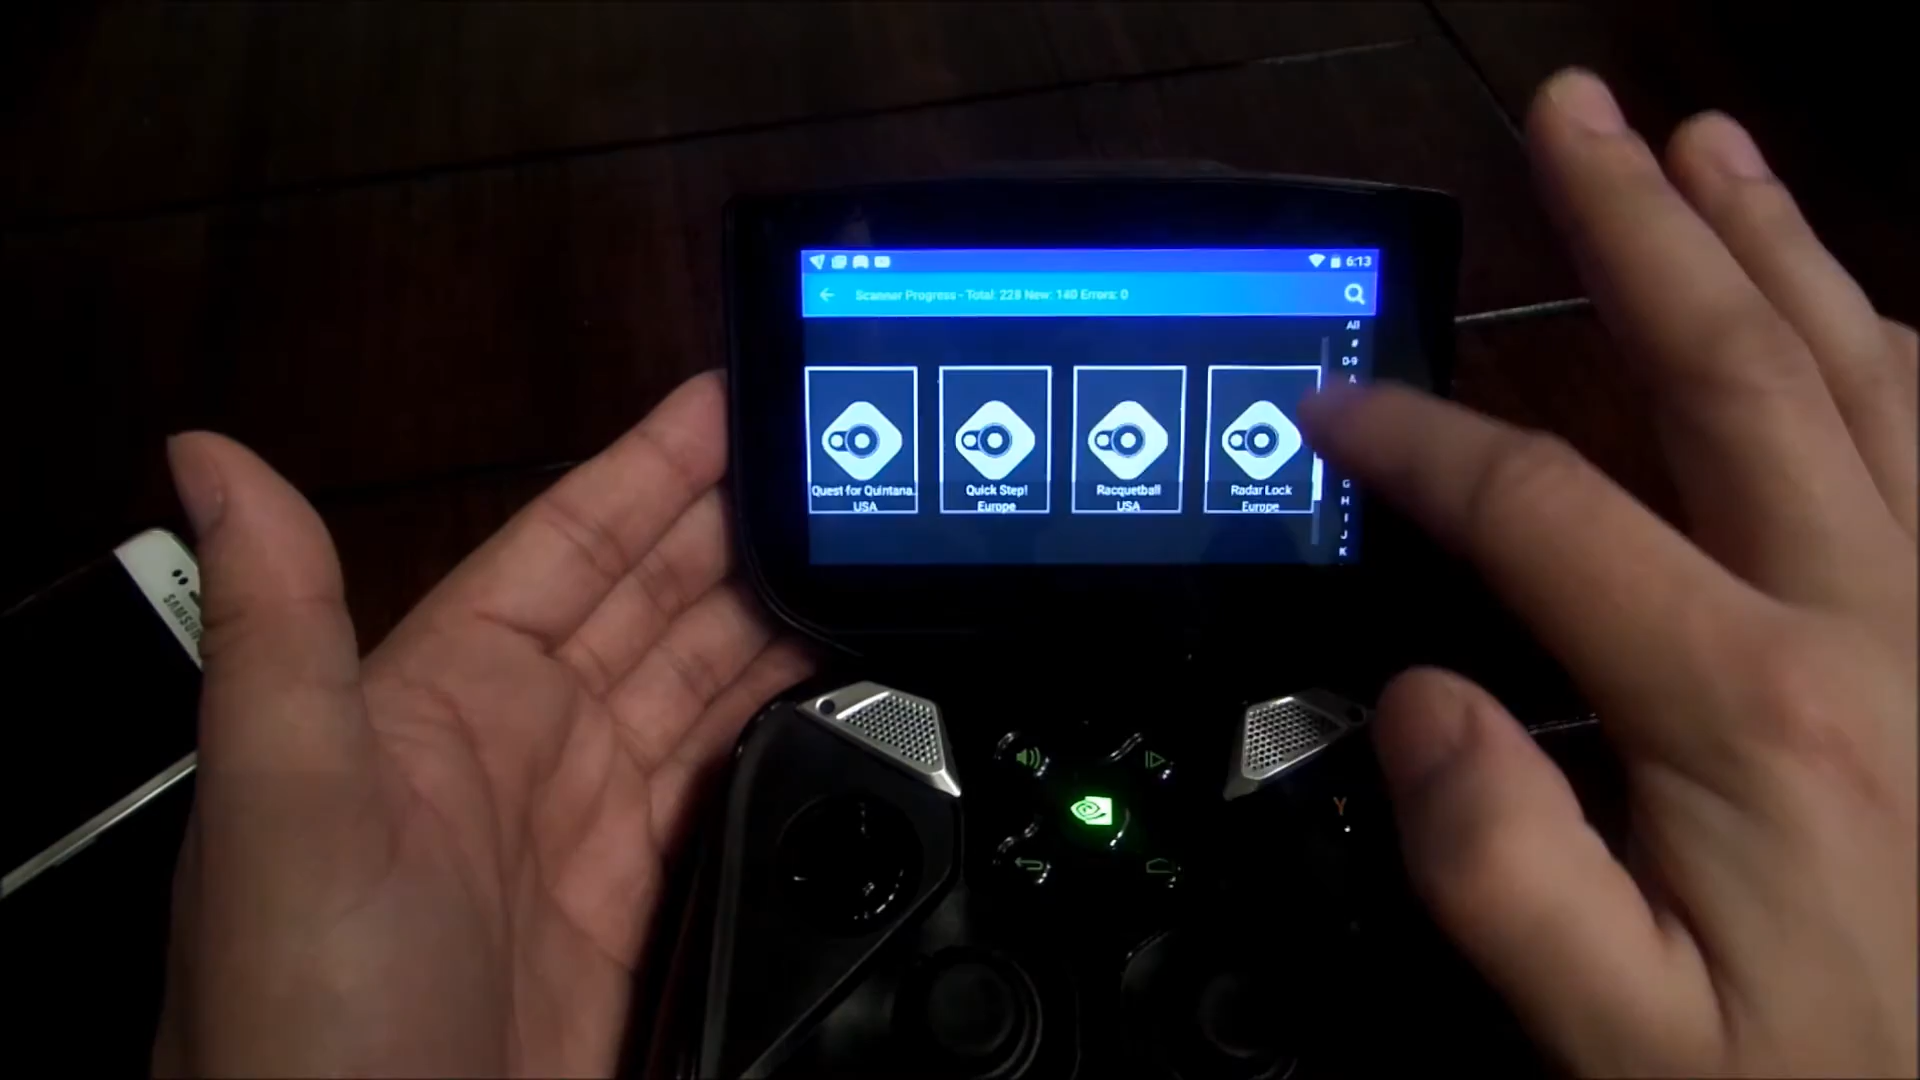 6:13
Scanner Progress - Total: 228 New: 140 Errors: 0
All
#
0-9
A
Quest for Quintana..
USA
Quick Step!
Europe
Racquetball
USA
Radar Lock
Europe
G
H
I
J
K
SAMSUN
Y